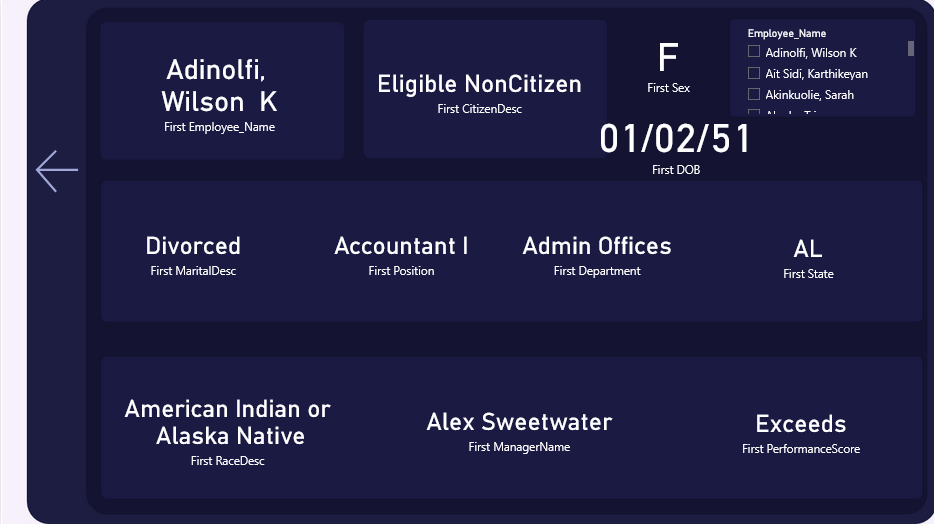 Adinolfi,
Wilson K
First Employee_Name
Eligible NonCitizen
First CitizenDesc
F
First Sex
Employee_Name
Adinolfi, Wilson K
Ait Sidi, Karthikeyan
Akinkuolie, Sarah
01/02/51
First DOB
Divorced
First MaritalDesc
Accountant I
First Position
Admin Offices
First Department
AL
First State
American Indian or
Alaska Native
First RaceDesc
Alex Sweetwater
First ManagerName
Exceeds
First PerformanceScore